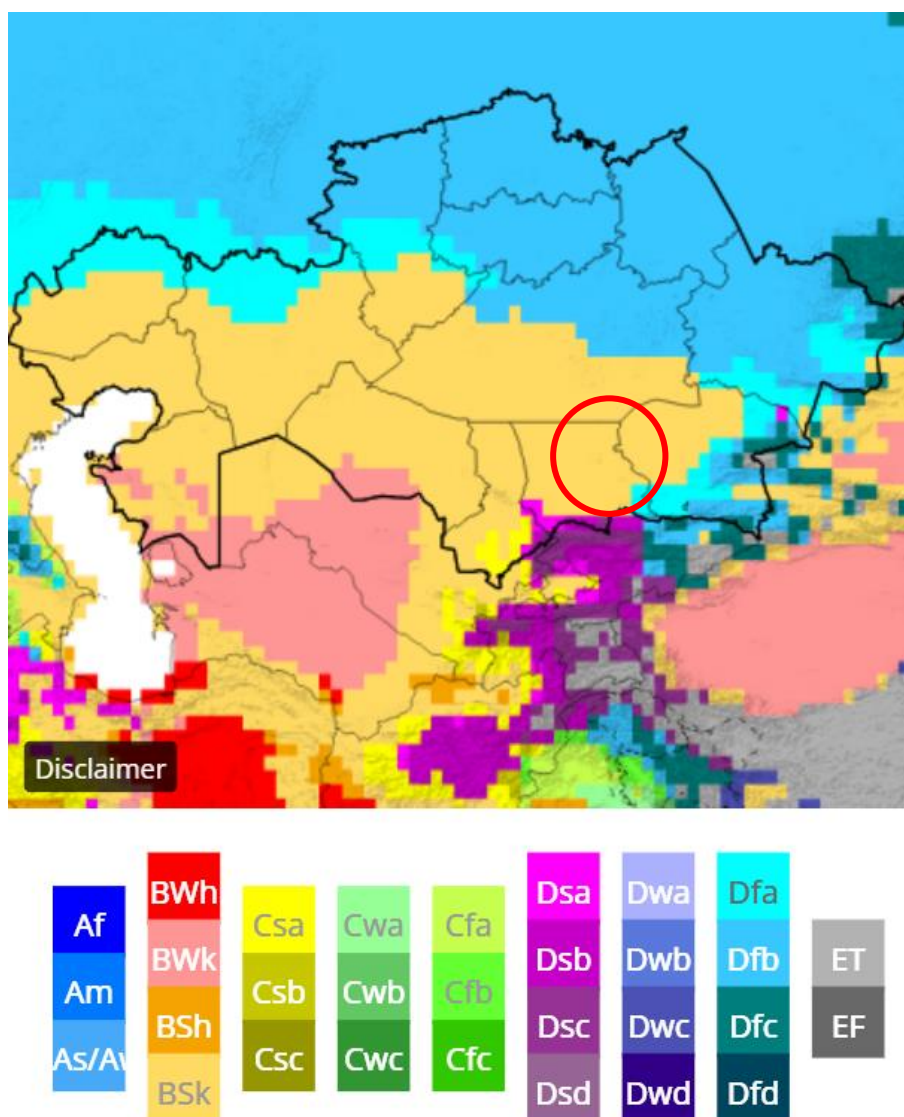 Disclaimer
Af
Am
As/Aw
BWh
BWk
BSh
BSk
Csa
Csb
Csc
Cwa
Cwb
Cwc
Cfa
Cfb
Cfc
Dsa
Dsb
Dsc
Dsd
Dwa
Dwb
Dwc
Dwd
Dfa
Dfb
Dfc
Dfd
ET
EF